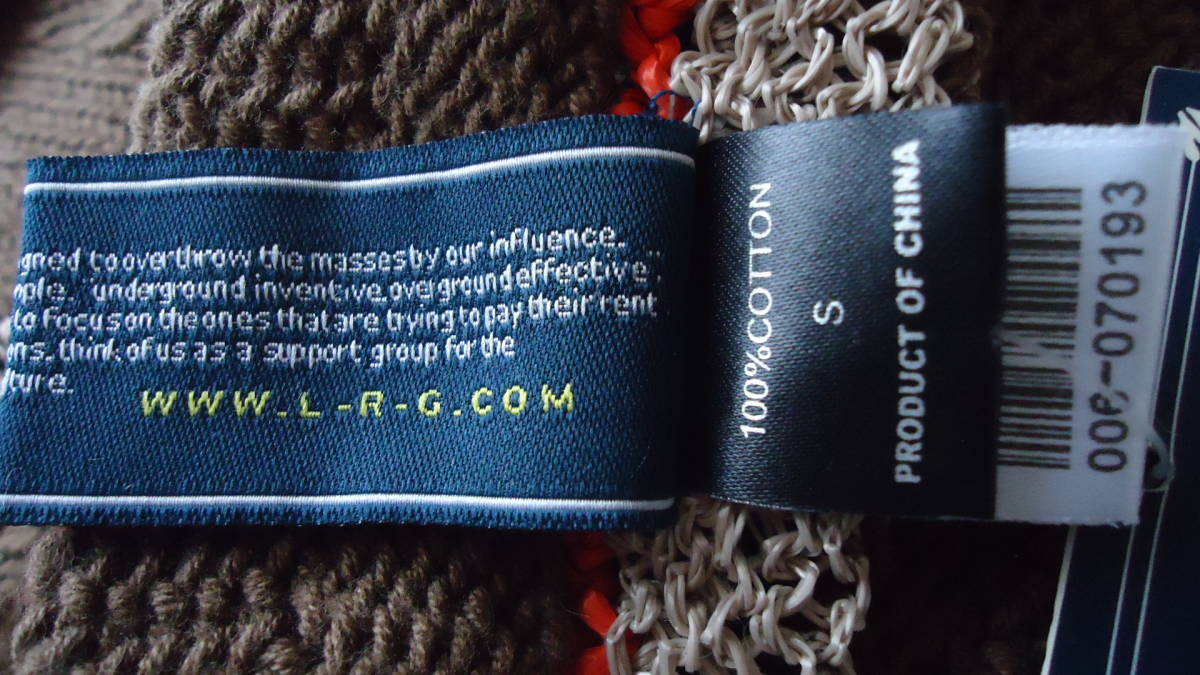 to overthrow the masses by our influence.
underground inventive. overground effective.
to focus on the ones that are trying to pay their rent
think of us as a support group for the
WWW.L-R-G.COM
100%COTTON
S
PRODUCT OF CHINA
-070193